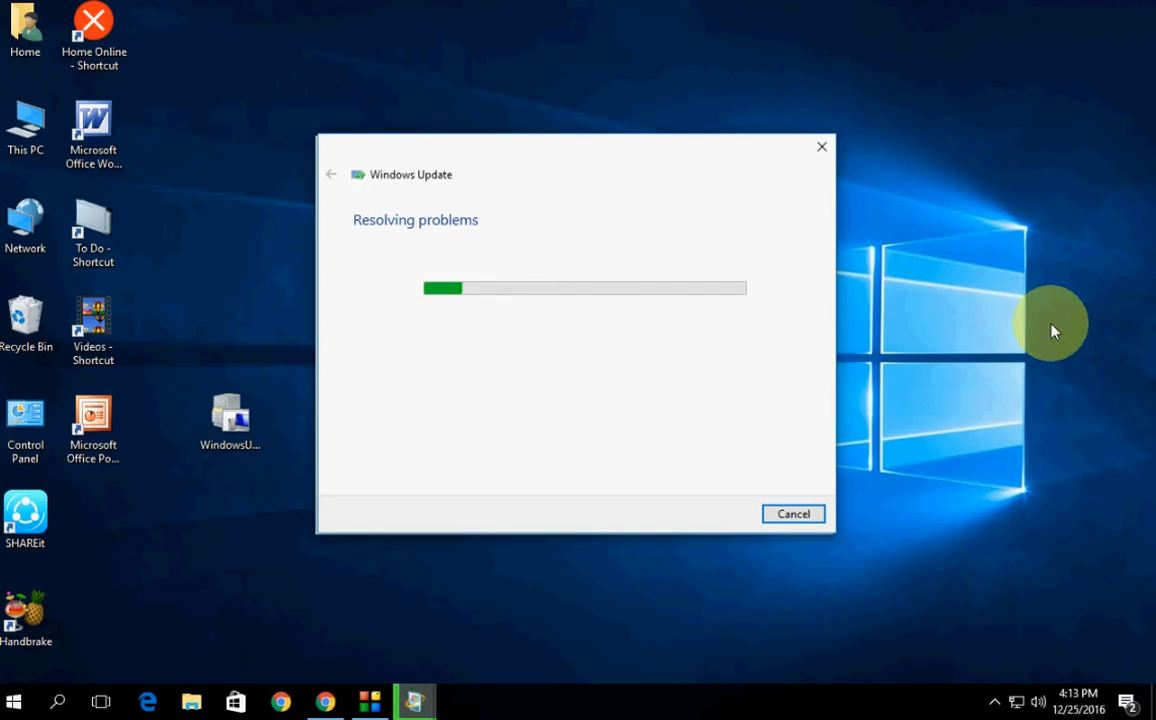 Home
Home Online
- Shortcut
This PC
Microsoft
Office Wo...
Network
To Do -
Shortcut
Recycle Bin
Videos -
Shortcut
Control
Panel
Microsoft
Office Po...
WindowsU...
SHAREit
Handbrake
Windows Update
Resolving problems
Cancel
4:13 PM
12/25/2016
2